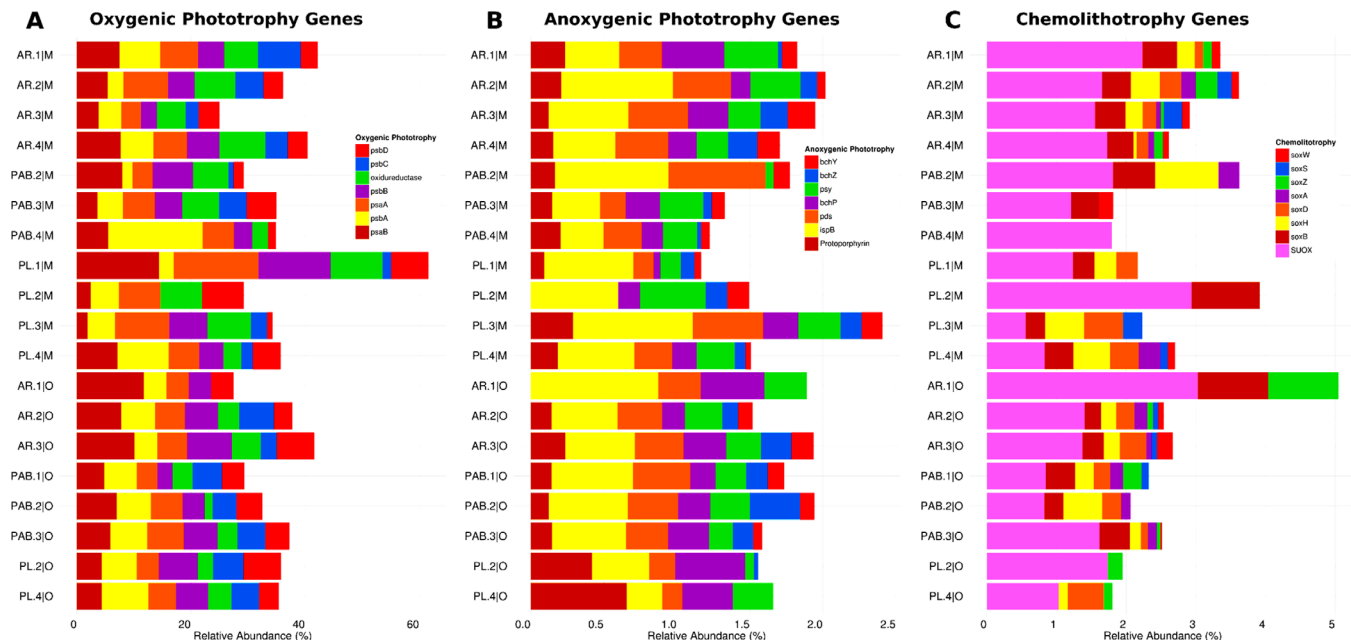 A Oxygenic Phototrophy Genes
AR.1|M
AR.2|M
AR.3|M
AR.4|M
PAB.2|M
PAB.3|M
PAB.4|M
PL.1|M
PL.2|M
PL.3|M
PL.4|M
AR.1|O
AR.2|O
AR.3|O
PAB.1|O
PAB.2|O
PAB.3|O
PL.2|O
PL.4|O
Oxygenic Phototrophy
psbD
psbC
oxidureductase
psbB
psaA
psbA
psaB
0.0 20 40 60
Relative Abundance (%)
B Anoxygenic Phototrophy Genes
AR.1|M
AR.2|M
AR.3|M
AR.4|M
PAB.2|M
PAB.3|M
PAB.4|M
PL.1|M
PL.2|M
PL.3|M
PL.4|M
AR.1|O
AR.2|O
AR.3|O
PAB.1|O
PAB.2|O
PAB.3|O
PL.2|O
PL.4|O
Anoxygenic Phototrophy
bchY
bchZ
psy
bchP
pds
ispB
Protoporphyrin
0.0 0.5 1.0 1.5 2.0 2.5
Relative Abundance (%)
C Chemolithotrophy Genes
AR.1|M
AR.2|M
AR.3|M
AR.4|M
PAB.2|M
PAB.3|M
PAB.4|M
PL.1|M
PL.2|M
PL.3|M
PL.4|M
AR.1|O
AR.2|O
AR.3|O
PAB.1|O
PAB.2|O
PAB.3|O
PL.2|O
PL.4|O
Chemolitotrophy
soxW
soxS
soxZ
soxA
soxD
soxH
soxB
SUOX
0 1 2 3 4 5
Relative Abundance (%)